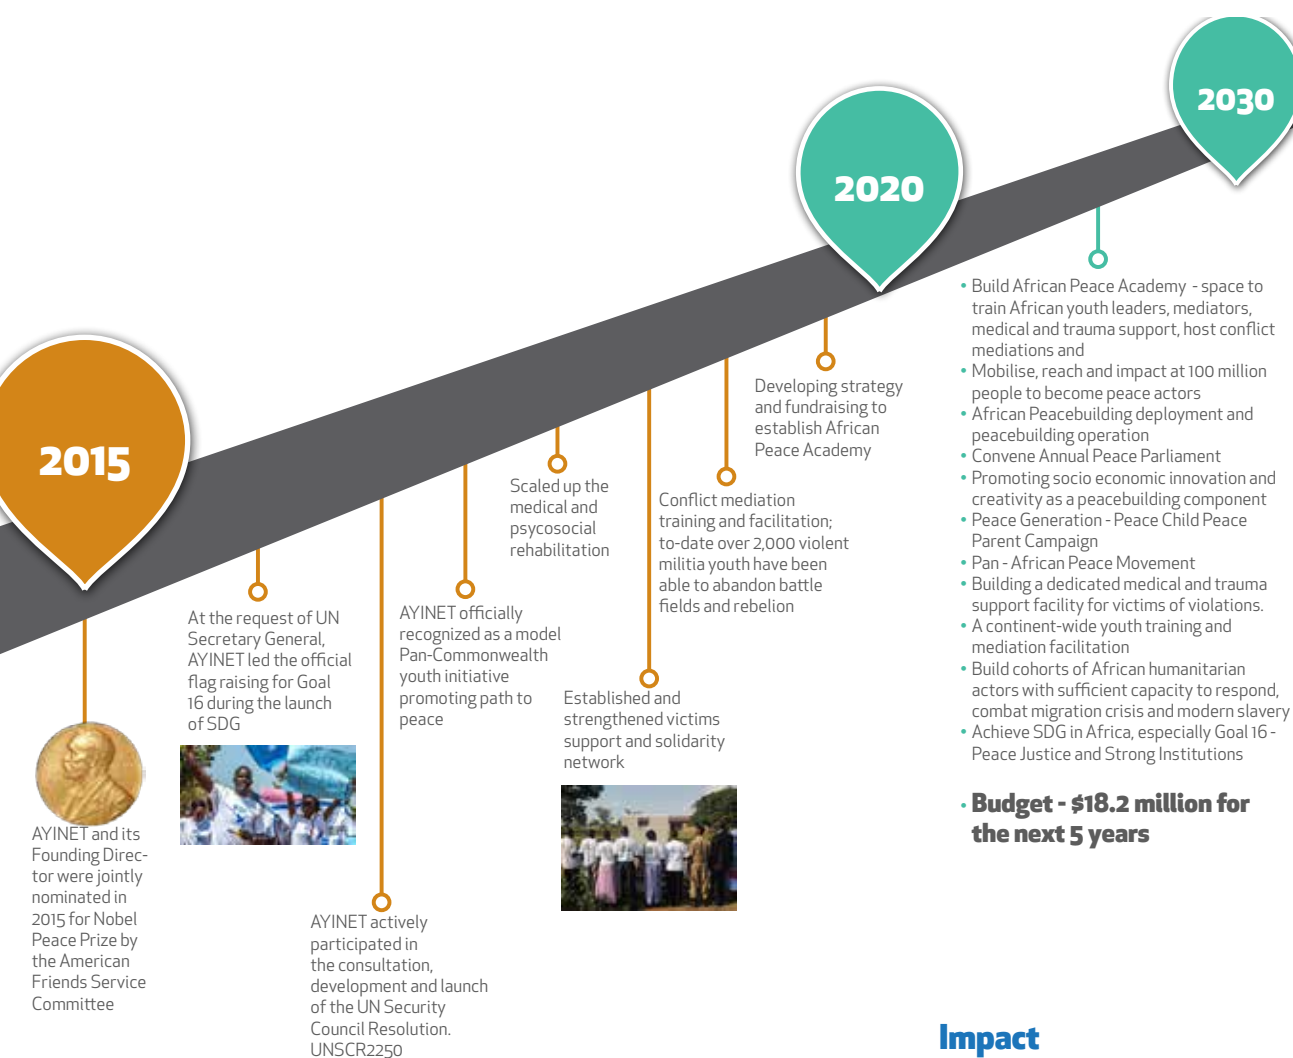 2015
2020
2030
AYINET and its
Founding Direc-
tor were jointly
nominated in
2015 for Nobel
Peace Prize by
the American
Friends Service
Committee
At the request of UN
Secretary General,
AYINET led the official
flag raising for Goal
16 during the launch
of SDG
AYINET actively
participated in
the consultation,
development and launch
of the UN Security
Council Resolution.
UNSCR2250
AYINET officially
recognized as a model
Pan-Commonwealth
youth initiative
promoting path to
peace
Scaled up the
medical and
psycosocial
rehabilitation
Established and
strengthened victims
support and solidarity
network
Conflict mediation
training and facilitation;
to-date over 2,000 violent
militia youth have been
able to abandon battle
fields and rebelion
Developing strategy
and fundraising to
establish African
Peace Academy
• Build African Peace Academy - space to
train African youth leaders, mediators,
medical and trauma support, host conflict
mediations and
• Mobilise, reach and impact at 100 million
people to become peace actors
• African Peacebuilding deployment and
peacebuilding operation
• Convene Annual Peace Parliament
• Promoting socio economic innovation and
creativity as a peacebuilding component
• Peace Generation - Peace Child Peace
Parent Campaign
• Pan - African Peace Movement
• Building a dedicated medical and trauma
support facility for victims of violations.
• A continent-wide youth training and
mediation facilitation
• Build cohorts of African humanitarian
actors with sufficient capacity to respond,
combat migration crisis and modern slavery
• Achieve SDG in Africa, especially Goal 16 -
Peace Justice and Strong Institutions
• Budget - $18.2 million for
the next 5 years
Impact